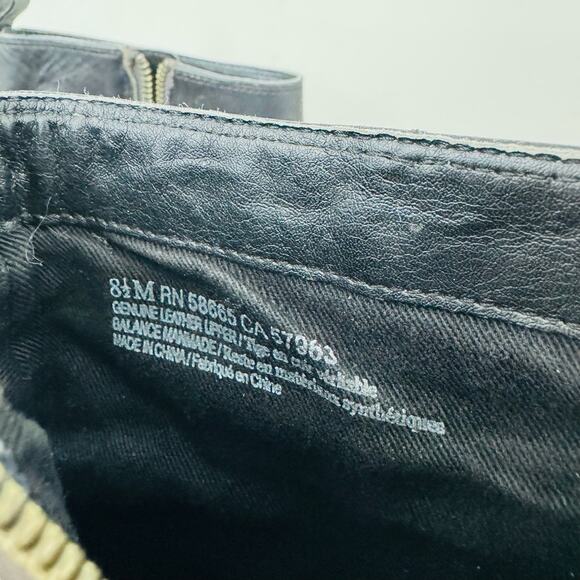 8½M RN 58665 CA 57963
GENUINE LEATHER UPPER / Tige en cuir véritable
BALANCE MANMADE / Reste en matériaux synthétiques
MADE IN CHINA / Fabriqué en Chine